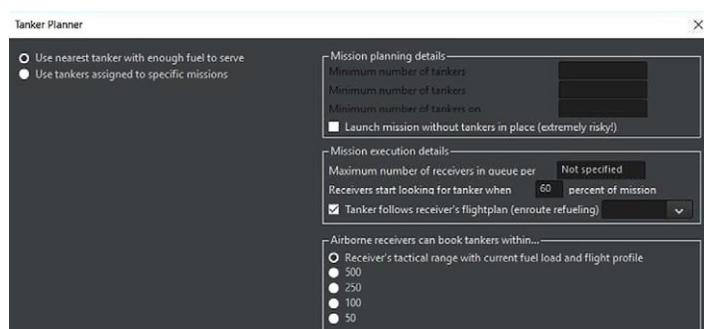 Tanker Planner
Use nearest tanker with enough fuel to serve
Use tankers assigned to specific missions
Mission planning details
Minimum number of tankers
Minimum number of tankers
Minimum number of tankers on
Launch mission without tankers in place (extremely risky!)
Mission execution details
Maximum number of receivers in queue per Not specified
Receivers start looking for tanker when 60 percent of mission
Tanker follows receiver's flightplan (enroute refueling)
Airborne receivers can book tankers within...
Receiver's tactical range with current fuel load and flight profile
500
250
100
50